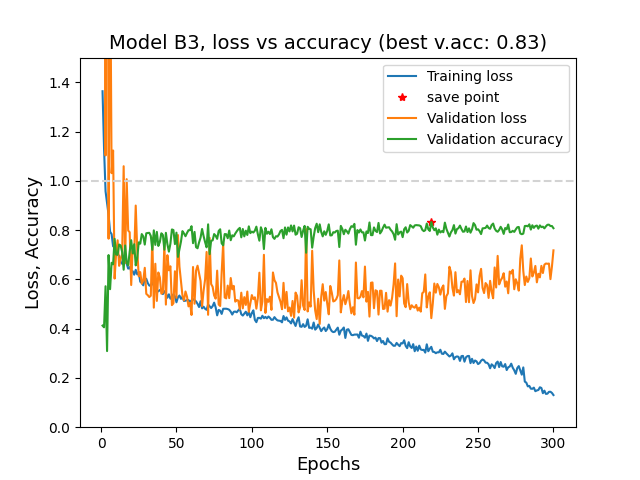 Model B3, loss vs accuracy (best v.acc: 0.83)
Training loss
save point
Validation loss
Validation accuracy
Loss, Accuracy
1.4
1.2
1.0
0.8
0.6
0.4
0.2
0.0
0 50 100 150 200 250 300
Epochs